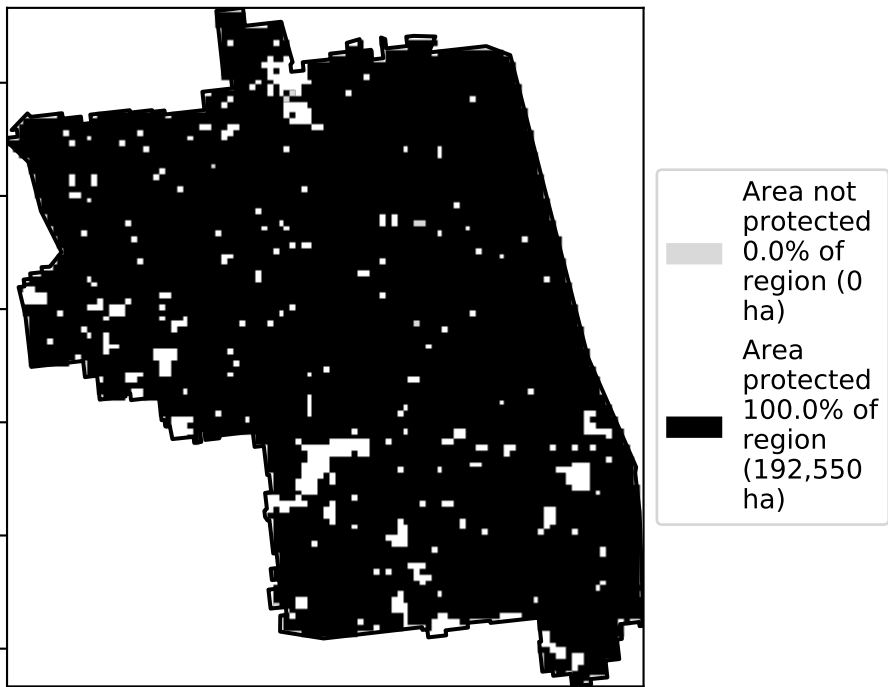 Area not
protected
0.0% of
region (0
ha)
Area
protected
100.0% of
region
(192,550
ha)